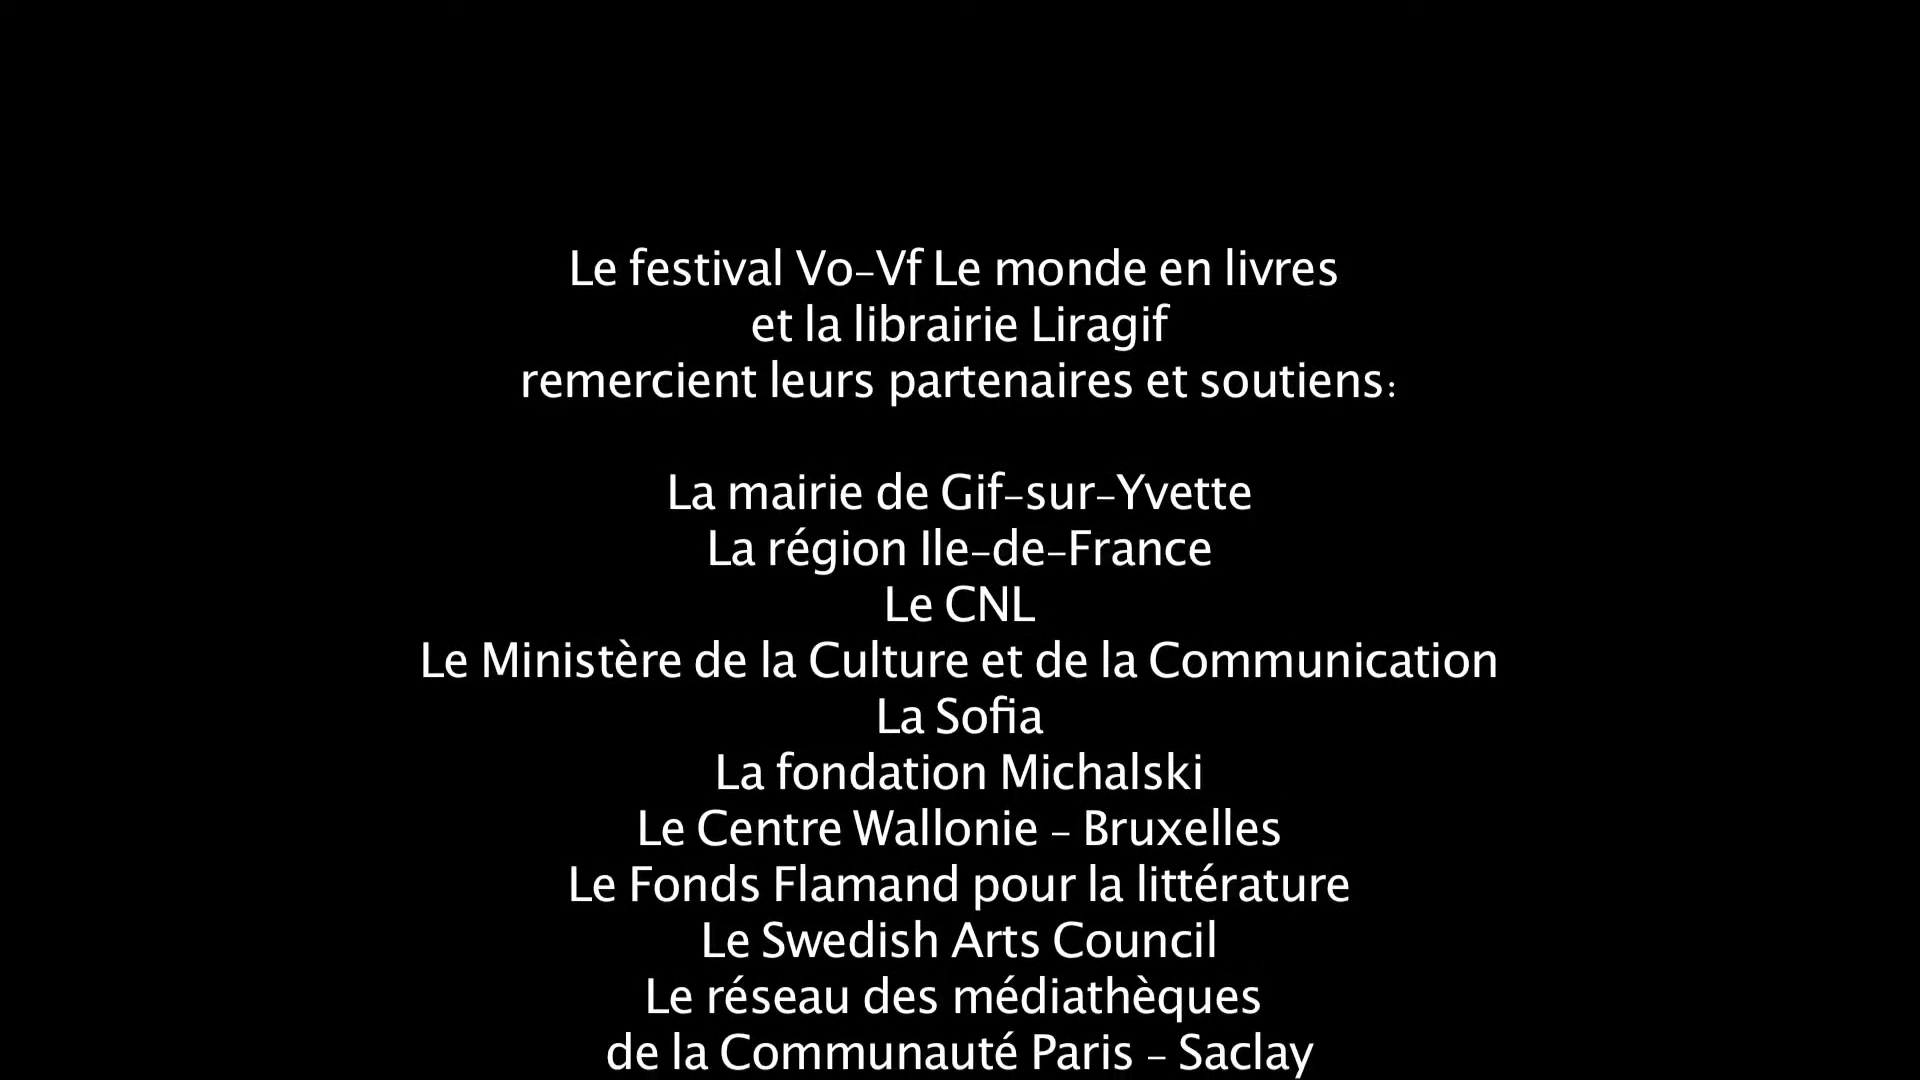 Le festival Vo-Vf Le monde en livres
et la librairie Liragif
remercient leurs partenaires et soutiens:
La mairie de Gif-sur-Yvette
La région Ile-de-France
Le CNL
Le Ministère de la Culture et de la Communication
La Sofia
La fondation Michalski
Le Centre Wallonie - Bruxelles
Le Fonds Flamand pour la littérature
Le Swedish Arts Council
Le réseau des médiathèques
de la Communauté Paris - Saclay